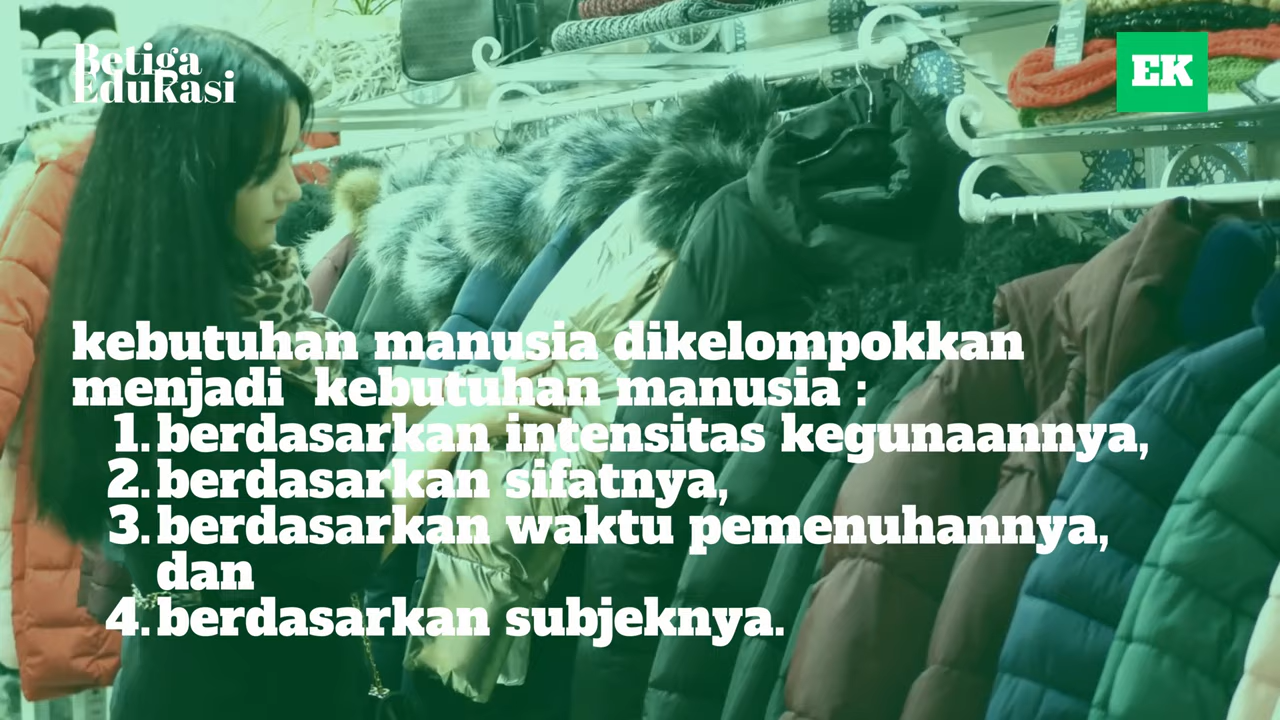 Betiga
Edukasi
EK
kebutuhan manusia dikelompokkan
menjadi kebutuhan manusia :
1. berdasarkan intensitas kegunaannya,
2. berdasarkan sifatnya,
3. berdasarkan waktu pemenuhannya,
dan
4. berdasarkan subjeknya.